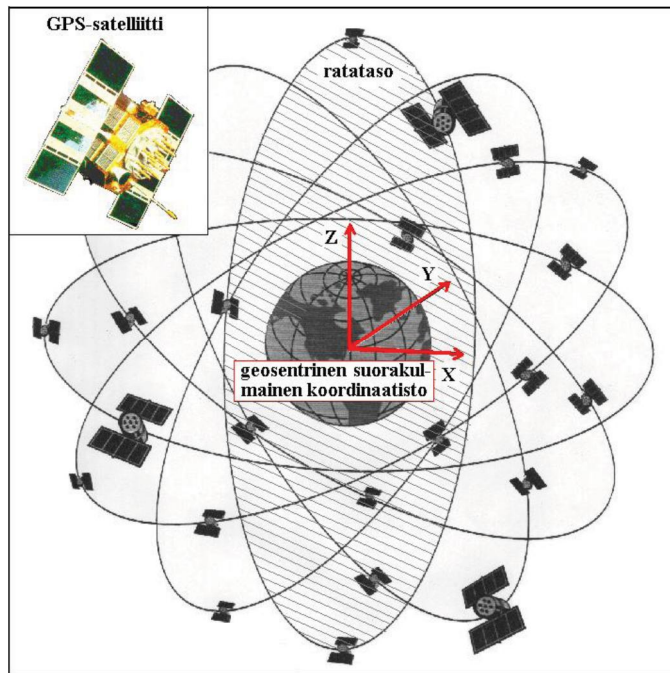 GPS-satelliitti
ratataso
Z
Y
geosentrinen suorakul-
mainen koordinaatisto
X